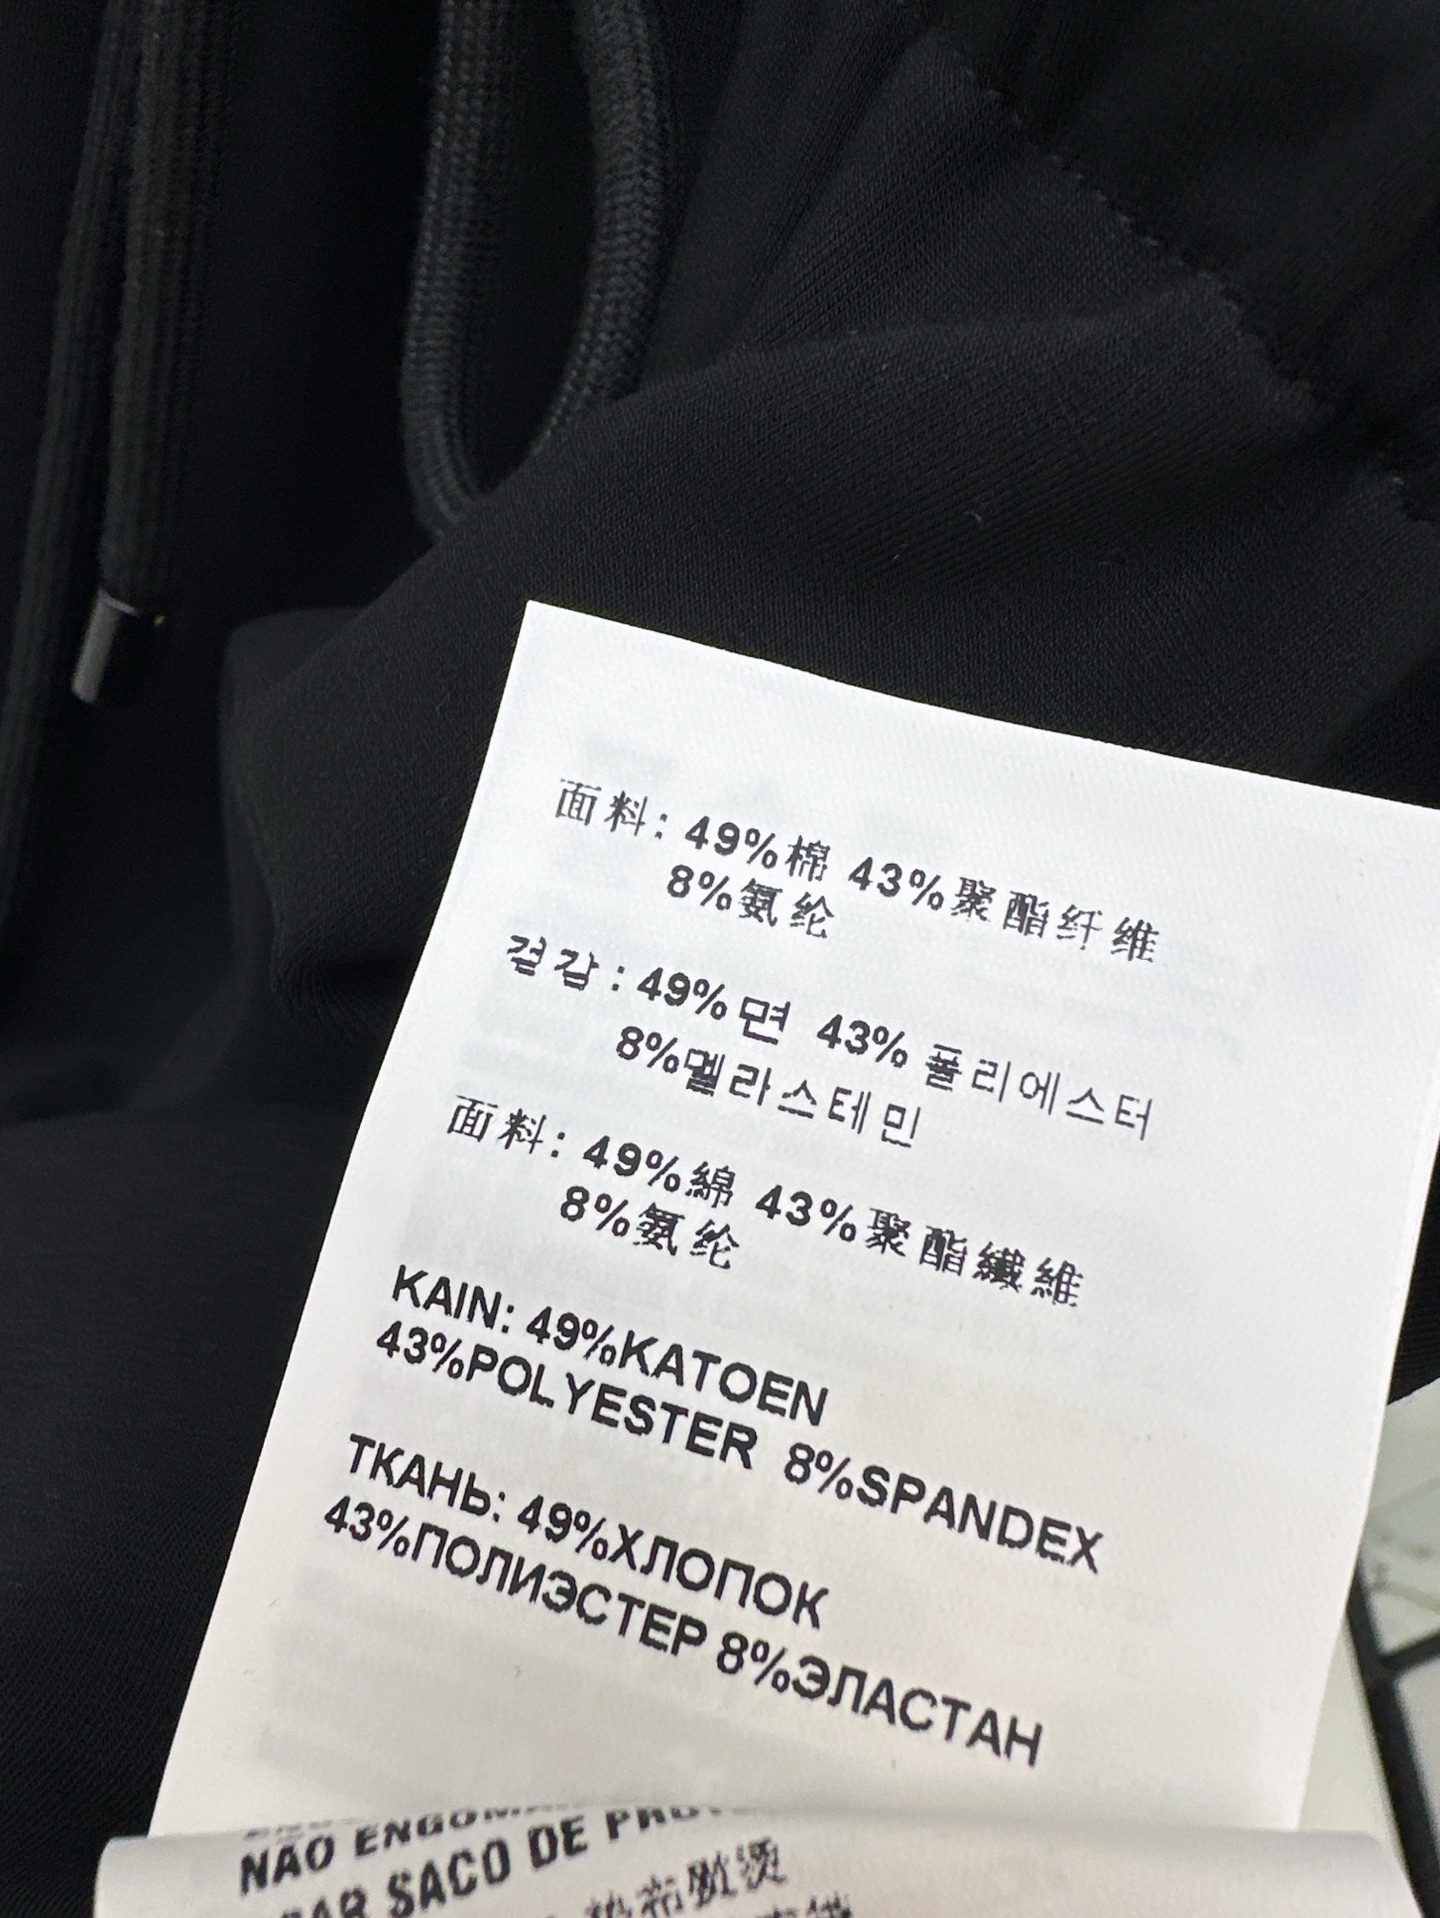 面料: 49%棉 43%聚酯纤维
8%氨纶
겉감: 49%면 43% 폴리에스터
8%멜라스테민
面料: 49%綿 43%聚酯纖維
8%氨纶
KAIN: 49%KATOEN
43%POLYESTER 8%SPANDEX
ТКАНЬ: 49%ХЛОПОК
43%ПОЛИЭСТЕР 8%ЭЛАСТАН
NÃO
SACO DE